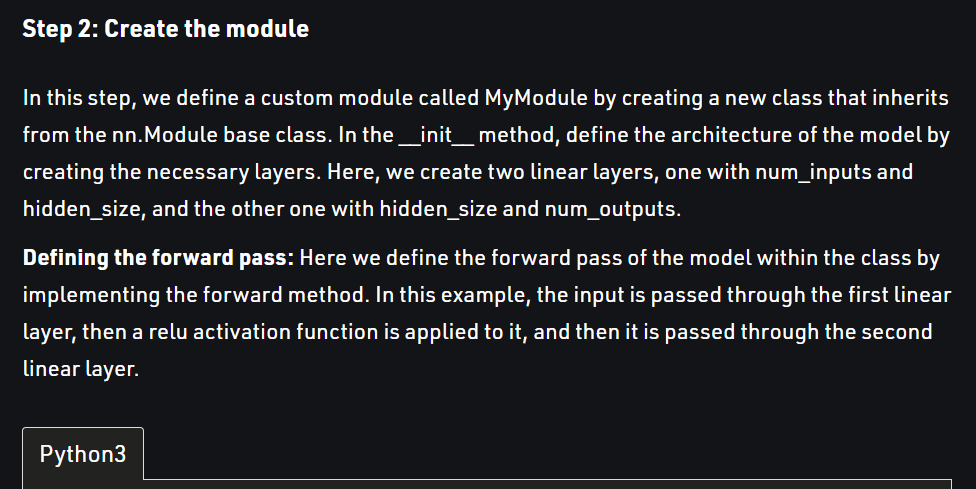 Step 2: Create the module
In this step, we define a custom module called MyModule by creating a new class that inherits
from the nn.Module base class. In the __init__ method, define the architecture of the model by
creating the necessary layers. Here, we create two linear layers, one with num_inputs and
hidden_size, and the other one with hidden_size and num_outputs.
Defining the forward pass: Here we define the forward pass of the model within the class by
implementing the forward method. In this example, the input is passed through the first linear
layer, then a relu activation function is applied to it, and then it is passed through the second
linear layer.
Python3